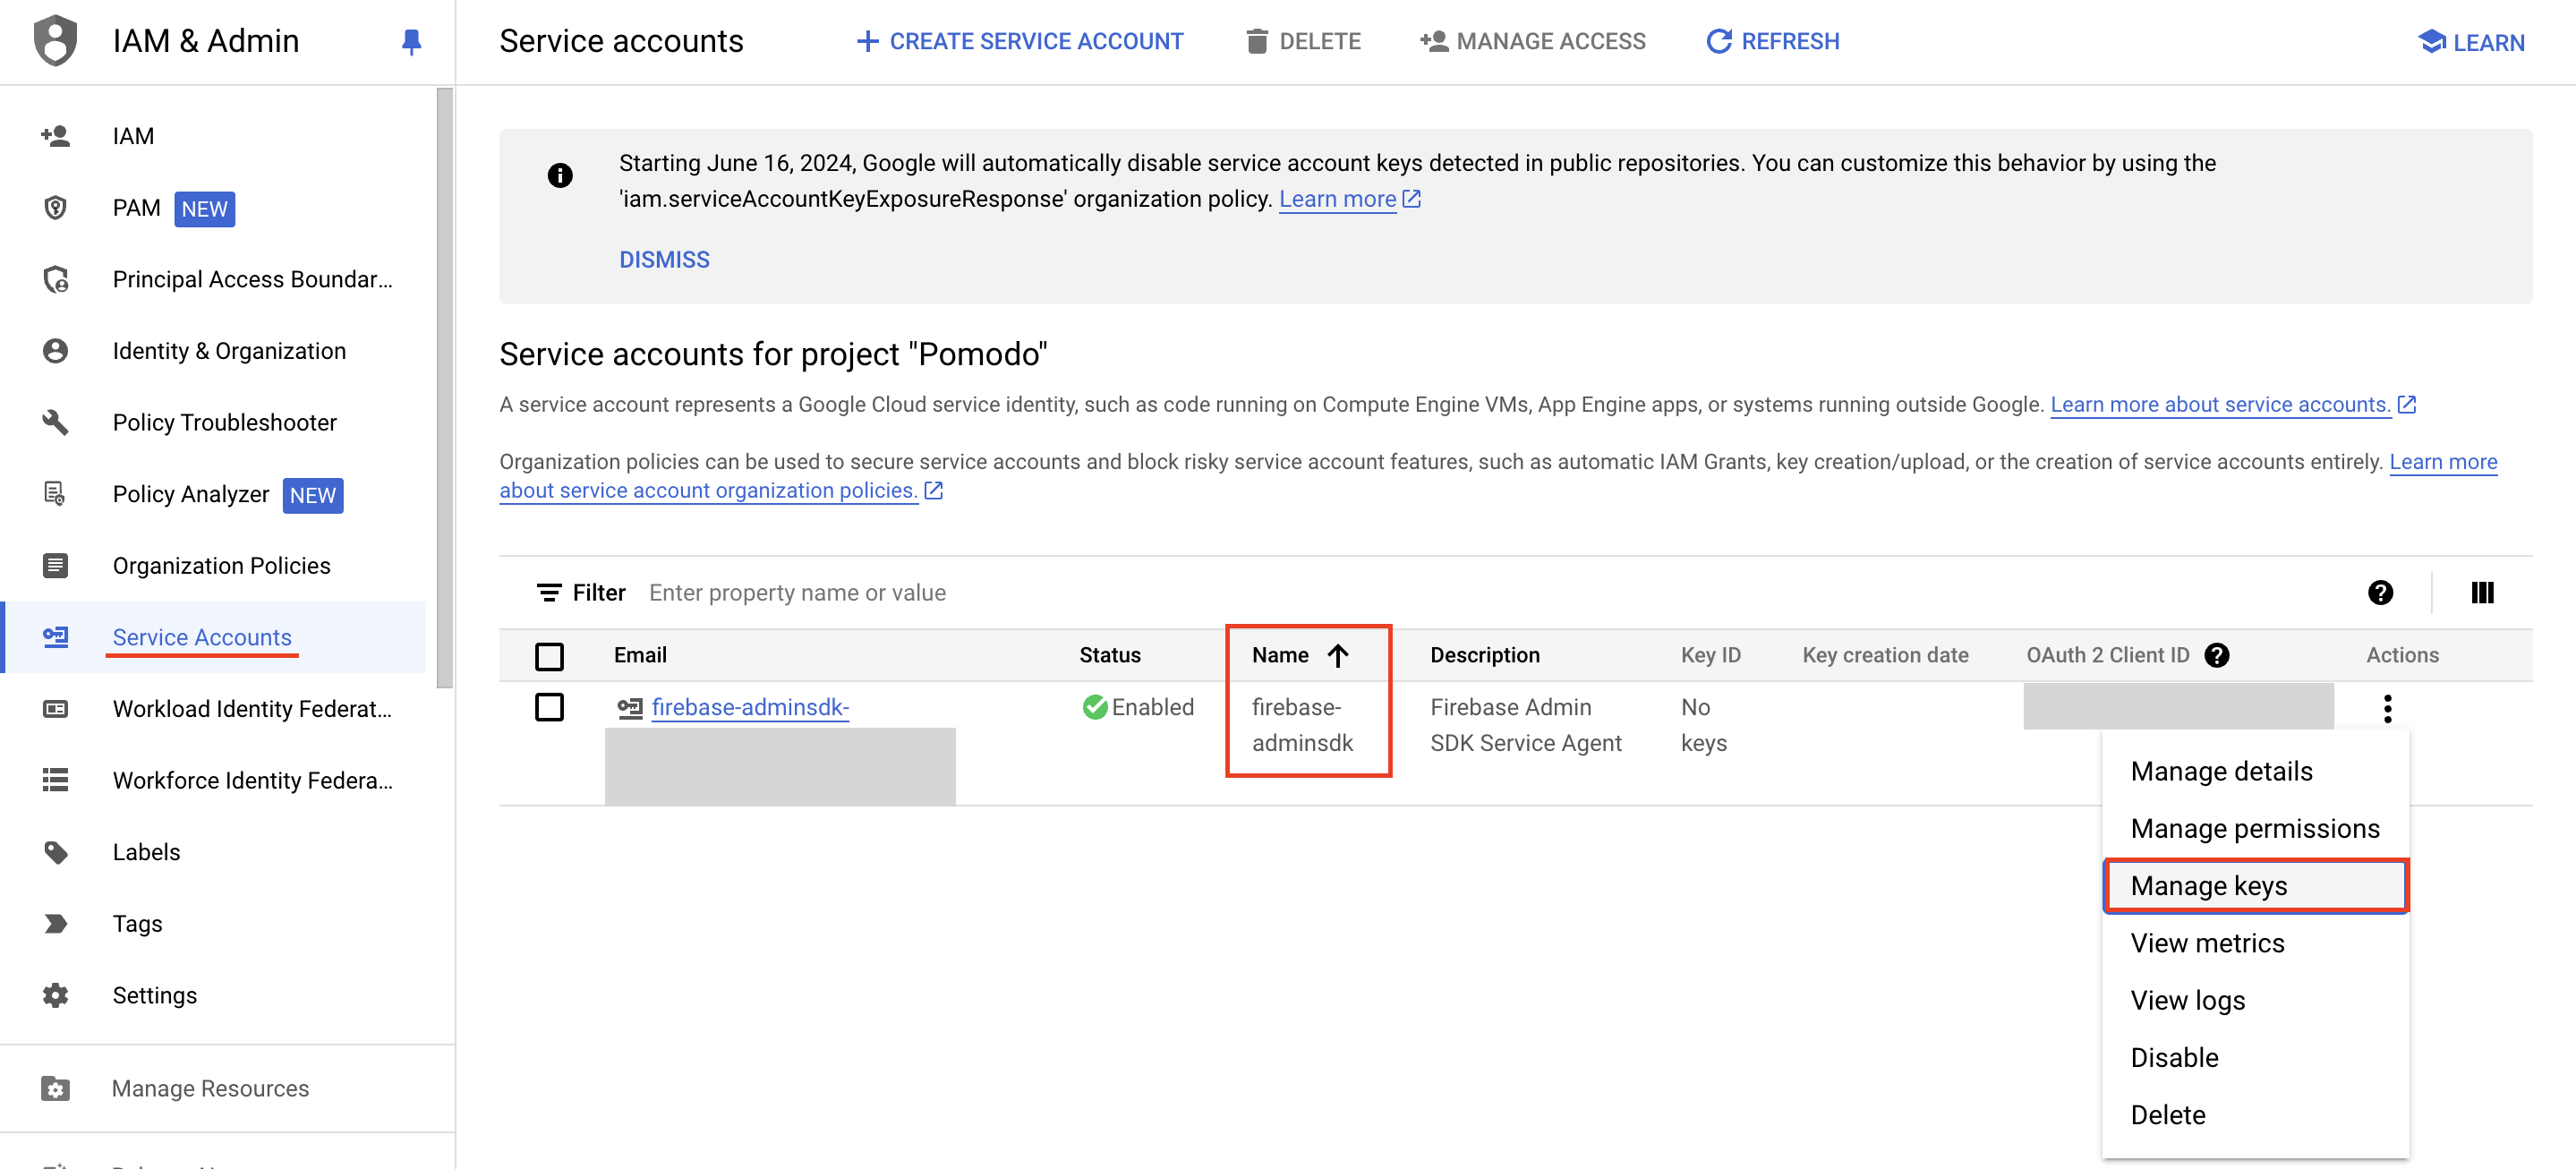 IAM & Admin
Service accounts
CREATE SERVICE ACCOUNT
DELETE
MANAGE ACCESS
REFRESH
LEARN
IAM
PAM NEW
Principal Access Boundar...
Identity & Organization
Policy Troubleshooter
Policy Analyzer NEW
Organization Policies
Service Accounts
Workload Identity Federat...
Workforce Identity Federa...
Labels
Tags
Settings
Manage Resources
Starting June 16, 2024, Google will automatically disable service account keys detected in public repositories. You can customize this behavior by using the
'iam.serviceAccountKeyExposureResponse' organization policy. Learn more
DISMISS
Service accounts for project "Pomodo"
A service account represents a Google Cloud service identity, such as code running on Compute Engine VMs, App Engine apps, or systems running outside Google. Learn more about service accounts.
Organization policies can be used to secure service accounts and block risky service account features, such as automatic IAM Grants, key creation/upload, or the creation of service accounts entirely. Learn more
about service account organization policies.
Filter Enter property name or value
Email Status Name Description Key ID Key creation date OAuth 2 Client ID Actions
firebase-adminsdk- Enabled firebase- Firebase Admin No
adminsdk SDK Service Agent keys
Manage details
Manage permissions
Manage keys
View metrics
View logs
Disable
Delete